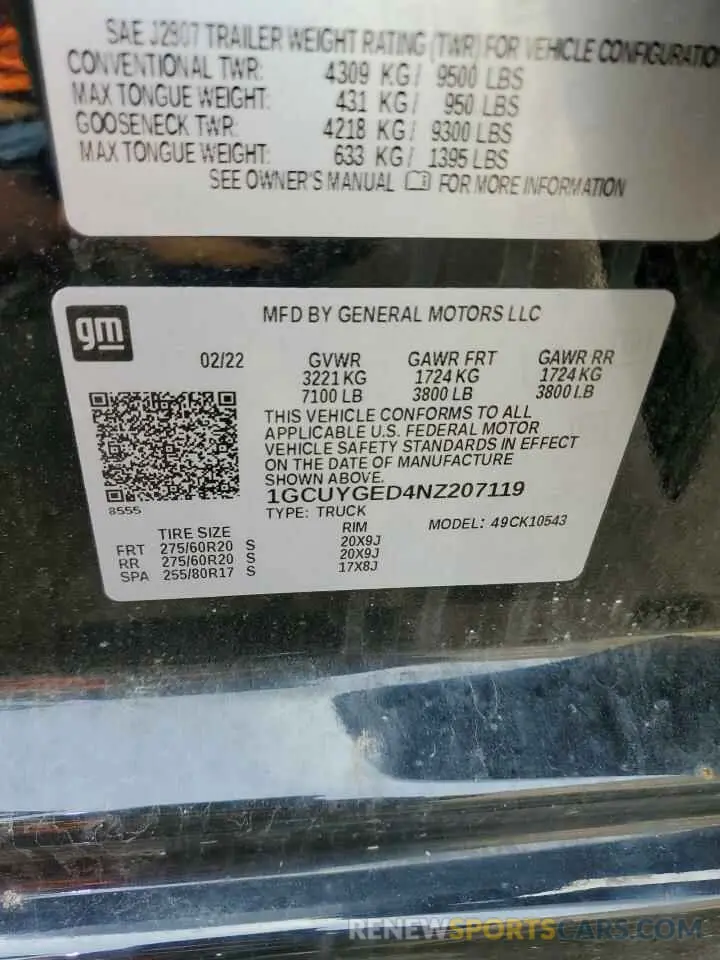 SAE J2807 TRAILER WEIGHT RATING (TWR) FOR VEHICLE CONFIGURATIO
CONVENTIONAL TWR: 4309 KG/ 9500 LBS
MAX TONGUE WEIGHT: 431 KG/ 950 LBS
GOOSENECK TWR: 4218 KG/ 9300 LBS
MAX TONGUE WEIGHT: 633 KG/ 1395 LBS
SEE OWNER'S MANUAL FOR MORE INFORMATION
gm
MFD BY GENERAL MOTORS LLC
02/22 GVWR GAWR FRT GAWR RR
3221 KG 1724 KG 1724 KG
7100 LB 3800 LB 3800 LB
THIS VEHICLE CONFORMS TO ALL
APPLICABLE U.S. FEDERAL MOTOR
VEHICLE SAFETY STANDARDS IN EFFECT
ON THE DATE OF MANUFACTURE
SHOWN ABOVE.
1GCUYGED4NZ207119
8555
TYPE: TRUCK MODEL: 49CK10543
TIRE SIZE RIM
FRT 275/60R20 S 20X9J
RR 275/60R20 S 20X9J
SPA 255/80R17 S 17X8J
RENEWSPORTSCARS.COM